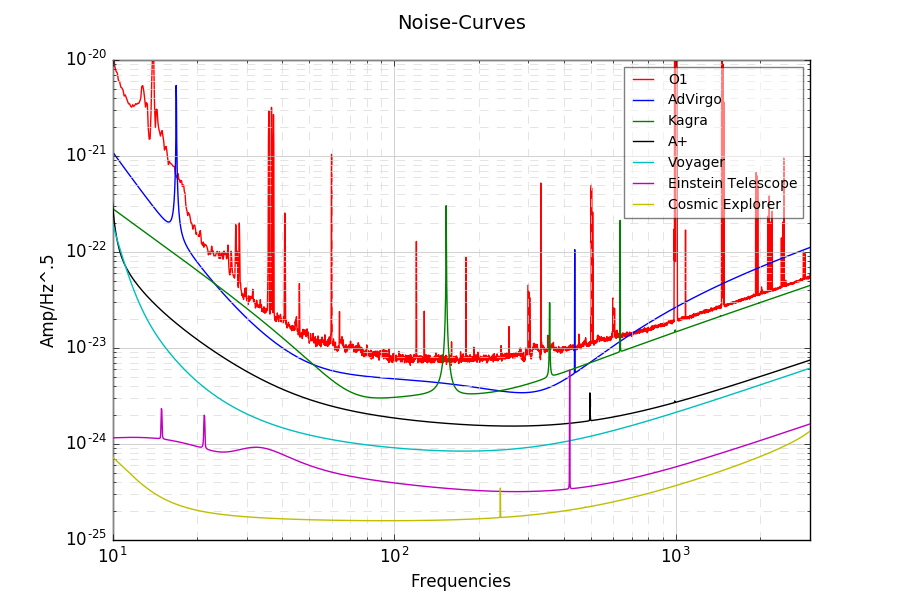 Noise-Curves
10^-20
10^-21
10^-22
10^-23
10^-24
10^-25
Amp/Hz^.5
O1
AdVirgo
Kagra
A+
Voyager
Einstein Telescope
Cosmic Explorer
10^1
10^2
10^3
Frequencies